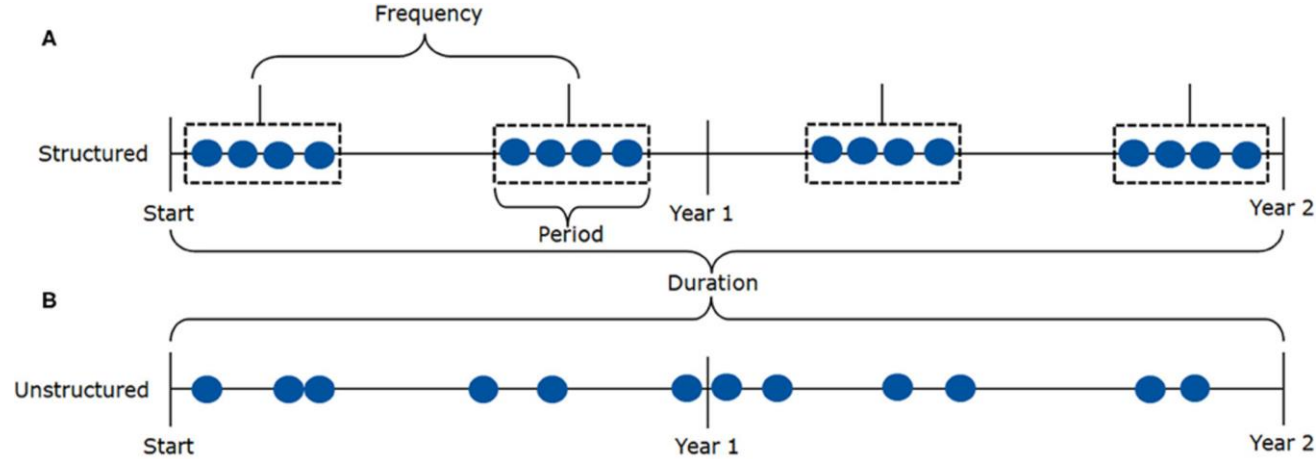 Frequency
A
Structured
Start
Year 1
Year 2
Period
Duration
B
Unstructured
Start
Year 1
Year 2